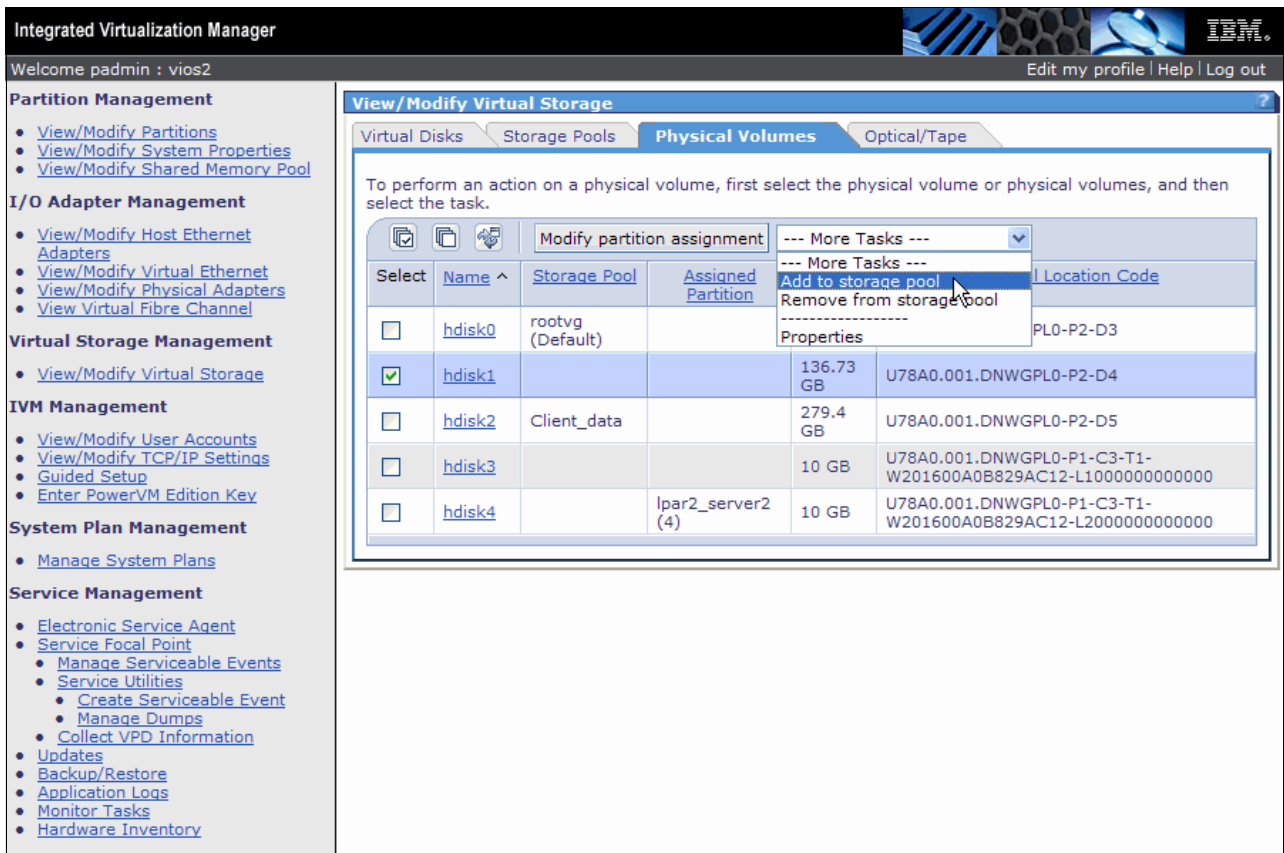 Integrated Virtualization Manager
IBM.
Welcome padmin : vios2
Edit my profile | Help | Log out
Partition Management
View/Modify Partitions
View/Modify System Properties
View/Modify Shared Memory Pool
I/O Adapter Management
View/Modify Host Ethernet
Adapters
View/Modify Virtual Ethernet
View/Modify Physical Adapters
View Virtual Fibre Channel
Virtual Storage Management
View/Modify Virtual Storage
IVM Management
View/Modify User Accounts
View/Modify TCP/IP Settings
Guided Setup
Enter PowerVM Edition Key
System Plan Management
Manage System Plans
Service Management
Electronic Service Agent
Service Focal Point
Manage Serviceable Events
Service Utilities
Create Serviceable Event
Manage Dumps
Collect VPD Information
Updates
Backup/Restore
Application Logs
Monitor Tasks
Hardware Inventory
View/Modify Virtual Storage ?
Virtual Disks Storage Pools Physical Volumes Optical/Tape
To perform an action on a physical volume, first select the physical volume or physical volumes, and then
select the task.
Modify partition assignment --- More Tasks ---
--- More Tasks ---
Add to storage pool
Remove from storage pool
------------------
Properties
Select Name ^ Storage Pool Assigned
Partition
Location Code
hdisk0 rootvg
(Default)
PL0-P2-D3
hdisk1 136.73
GB
U78A0.001.DNWGPL0-P2-D4
hdisk2 Client_data 279.4
GB
U78A0.001.DNWGPL0-P2-D5
hdisk3 10 GB U78A0.001.DNWGPL0-P1-C3-T1-
W201600A0B829AC12-L1000000000000
hdisk4 lpar2_server2
(4)
10 GB U78A0.001.DNWGPL0-P1-C3-T1-
W201600A0B829AC12-L2000000000000